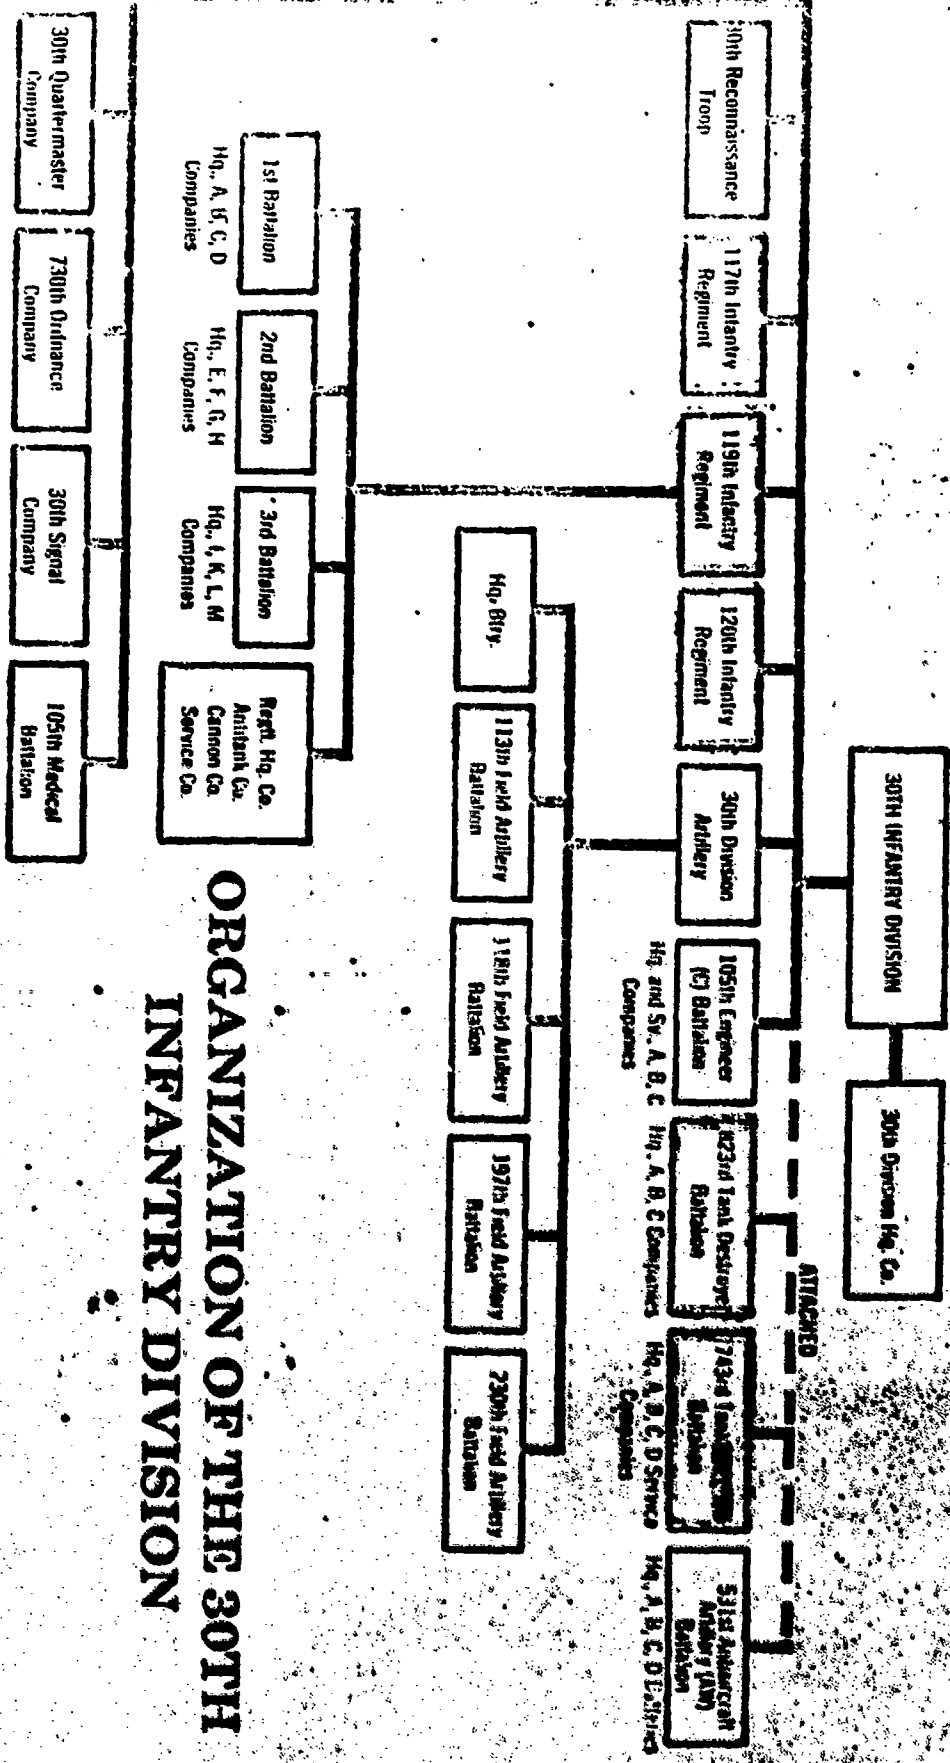 30TH INFANTRY DIVISION
30th Division Hq. Co.
ATTACHED
30th Reconnaissance
Troop
117th Infantry
Regiment
119th Infantry
Regiment
120th Infantry
Regiment
30th Division
Artillery
105th Engineer
(C) Battalion
Hq. and Sv. A, B, C
Companies
823rd Tank Destroyer
Battalion
Hq., A, B, C Companies
743rd
Battalion
Hq., A, B, C, D Service
Companies
531st Antiaircraft
Artillery (AW)
Battalion
Hq., A, B, C, D
Hq. Btry.
113th Field Artillery
Battalion
118th Field Artillery
Battalion
197th Field Artillery
Battalion
230th Field Artillery
Battalion
1st Battalion
Hq., A, B, C, D
Companies
2nd Battalion
Hq., E, F, G, H
Companies
3rd Battalion
Hq., I, K, L, M
Companies
Regtl. Hq. Co.
Antitank Co.
Cannon Co.
Service Co.
30th Quartermaster
Company
730th Ordnance
Company
30th Signal
Company
105th Medical
Battalion
ORGANIZATION OF THE 30TH
INFANTRY DIVISION